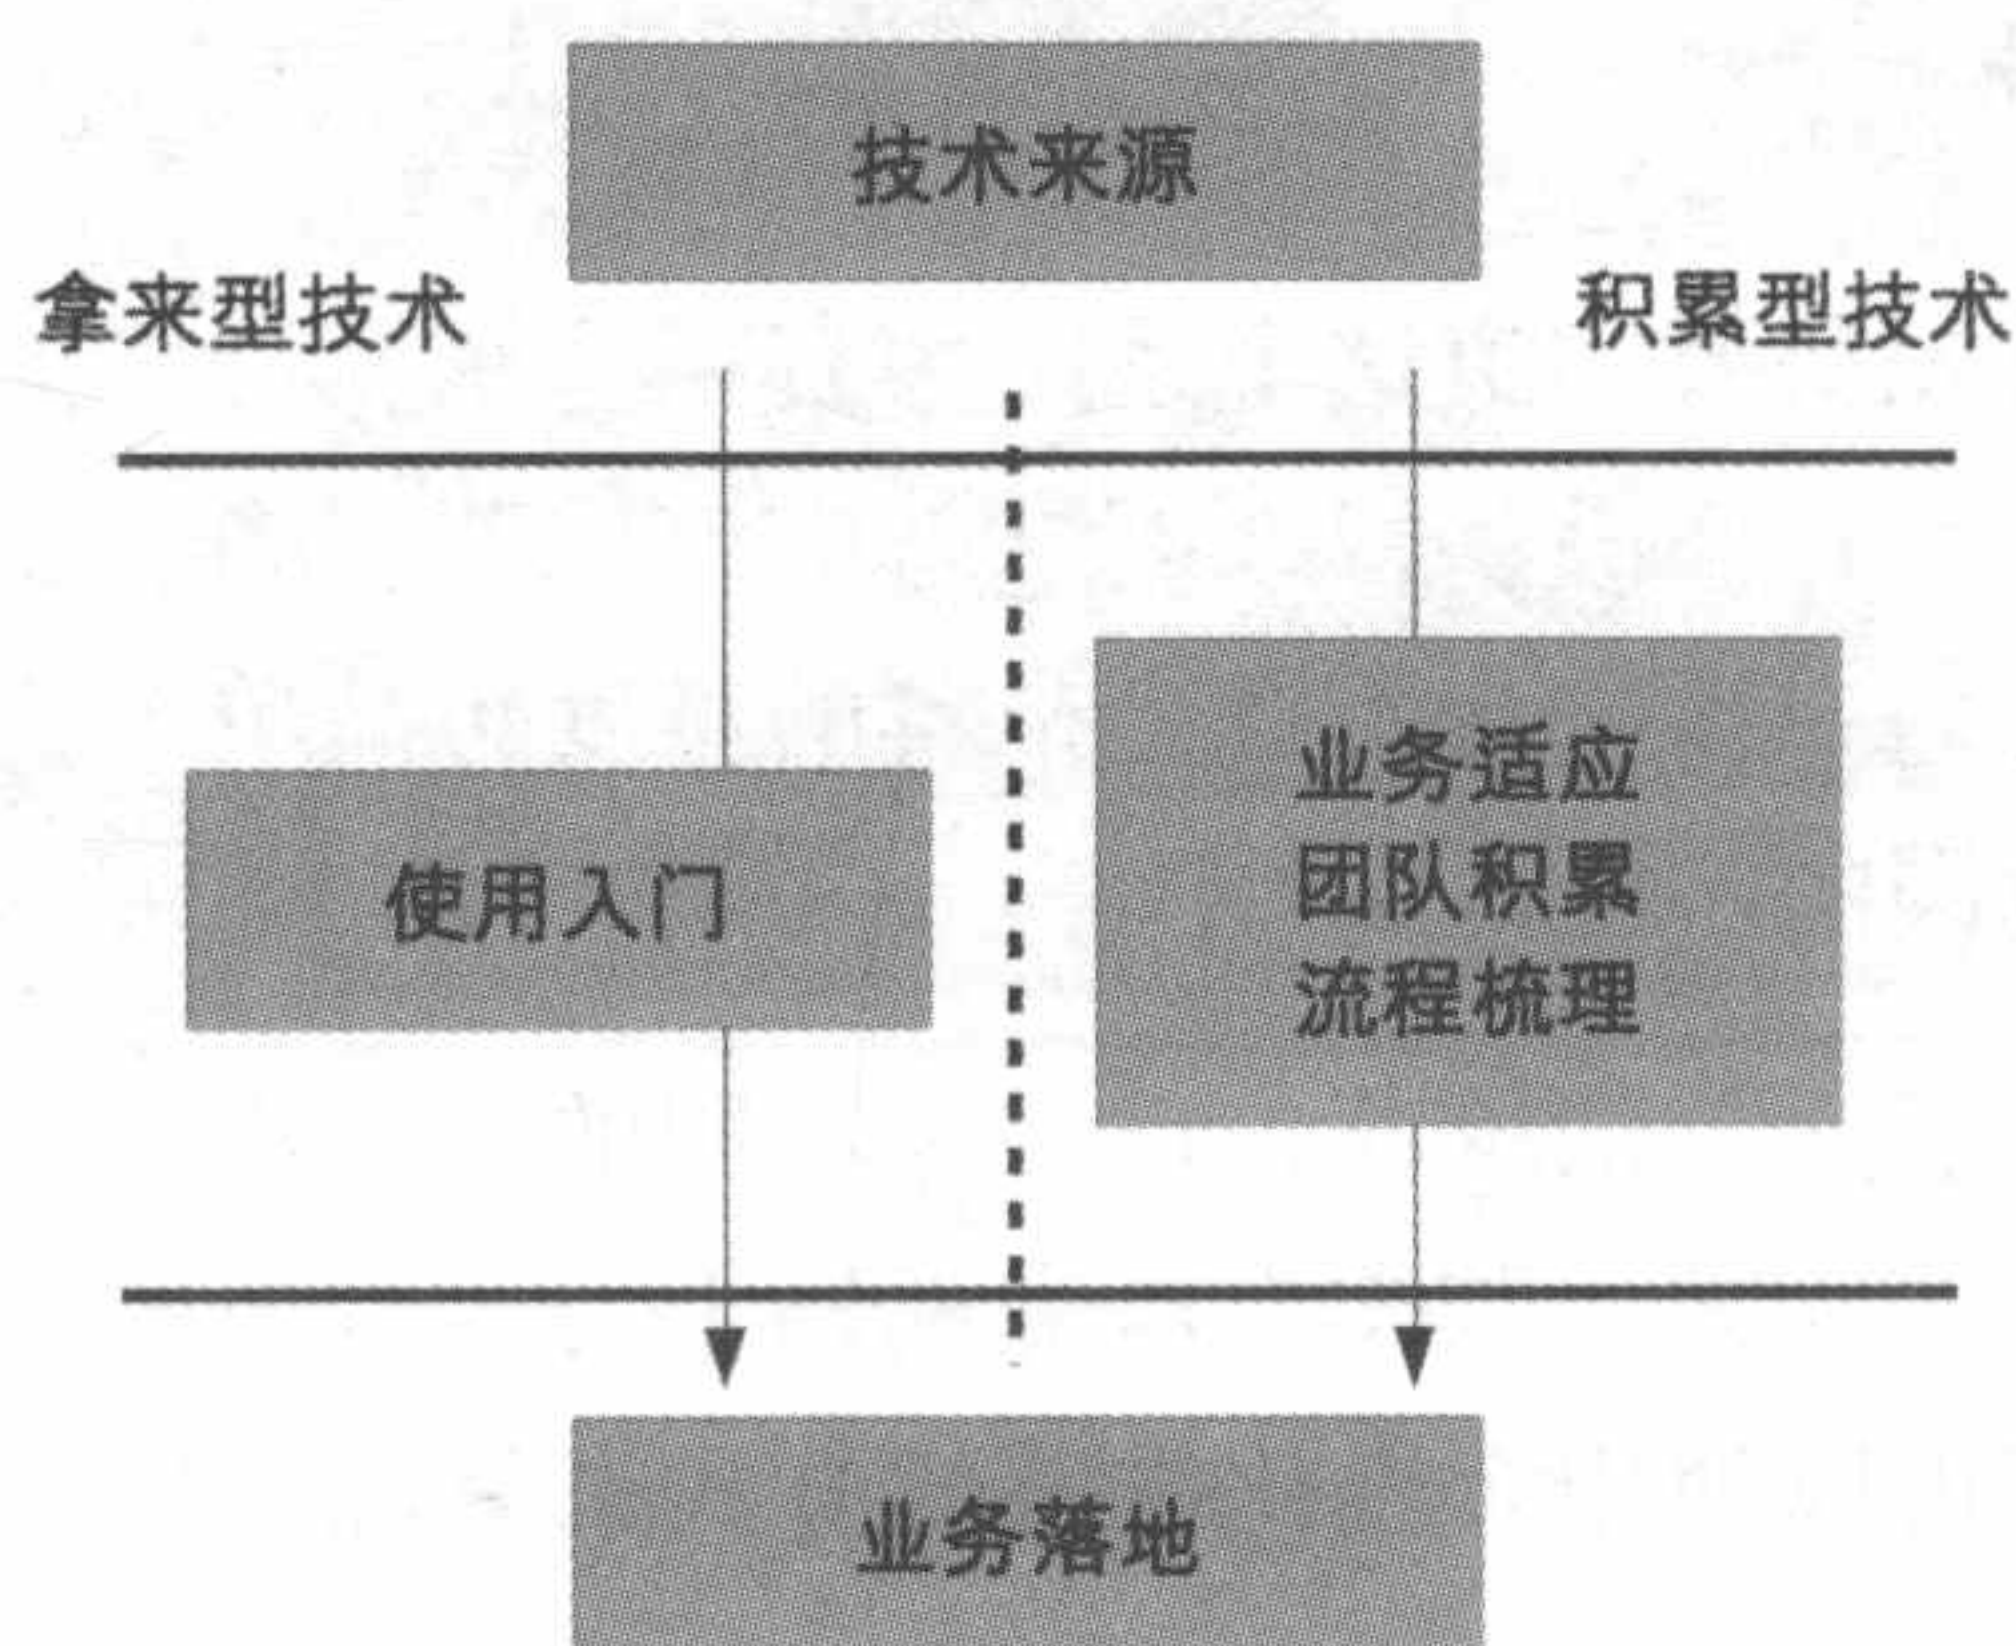 技术来源
拿来型技术
积累型技术
使用入门
业务适应
团队积累
流程梳理
业务落地